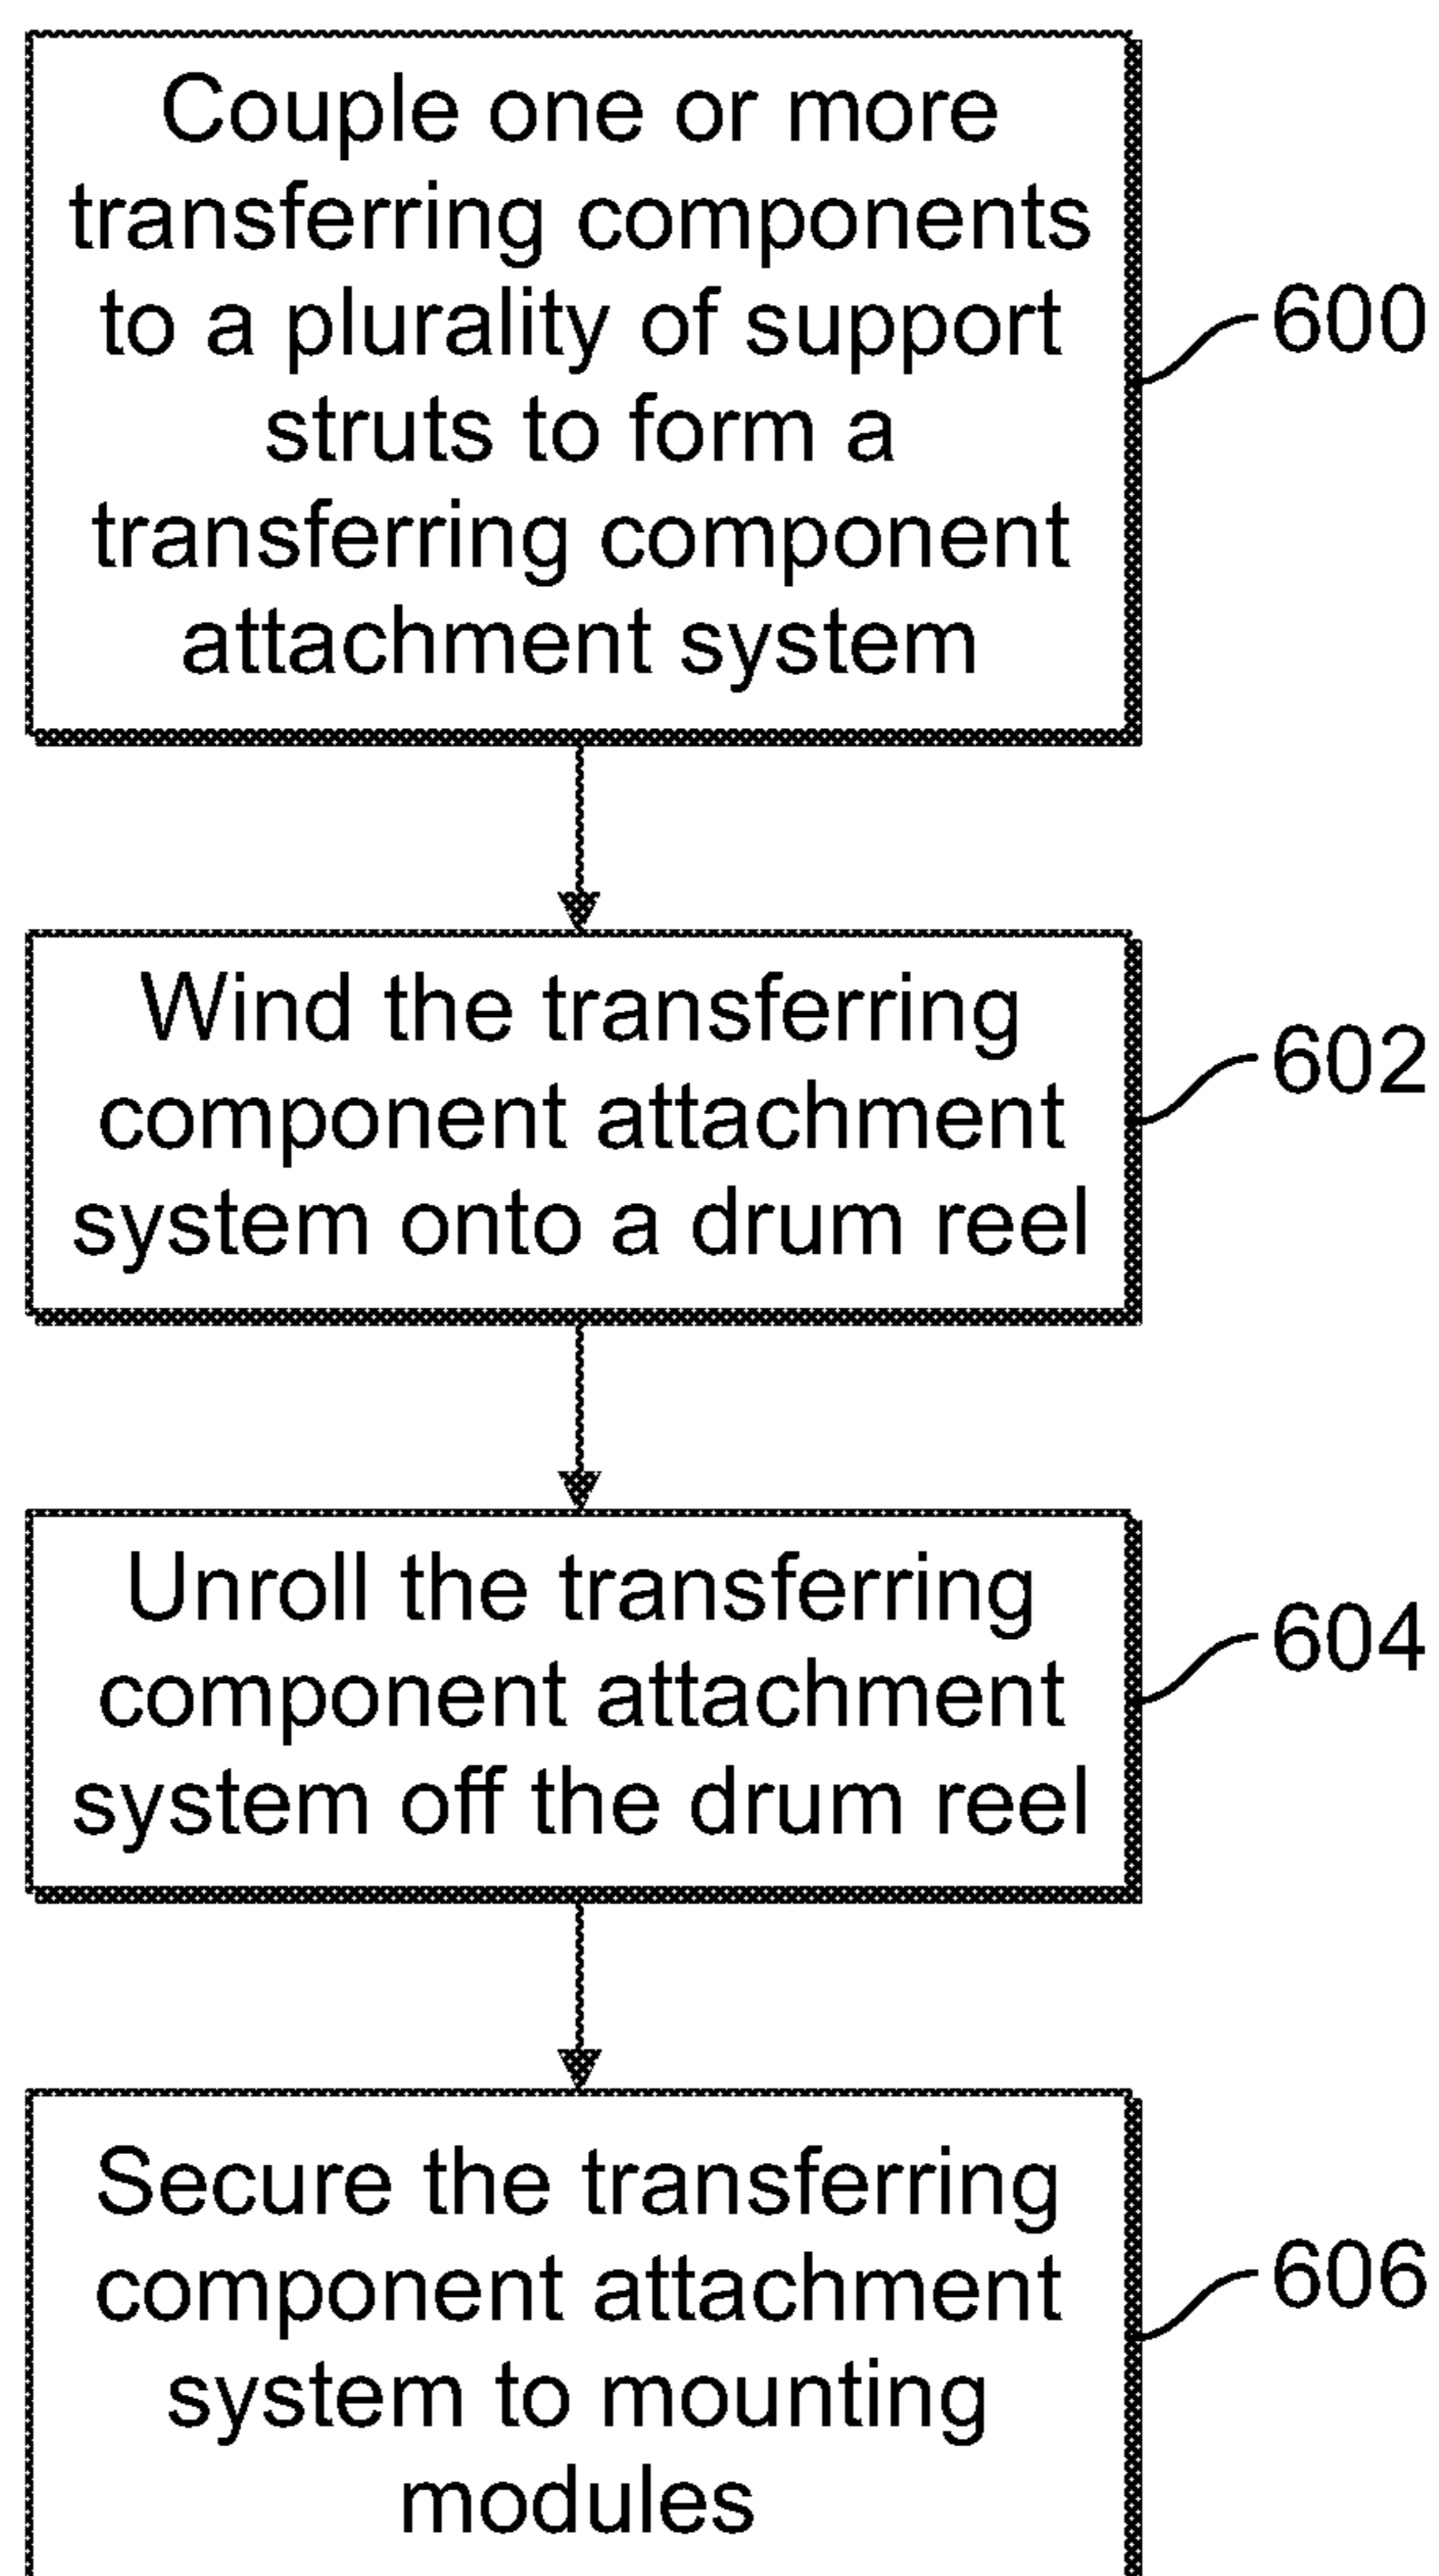 Couple one or more
transferring components
to a plurality of support
struts to form a
transferring component
attachment system
600
Wind the transferring
component attachment
system onto a drum reel
602
Unroll the transferring
component attachment
system off the drum reel
604
Secure the transferring
component attachment
system to mounting
modules
606